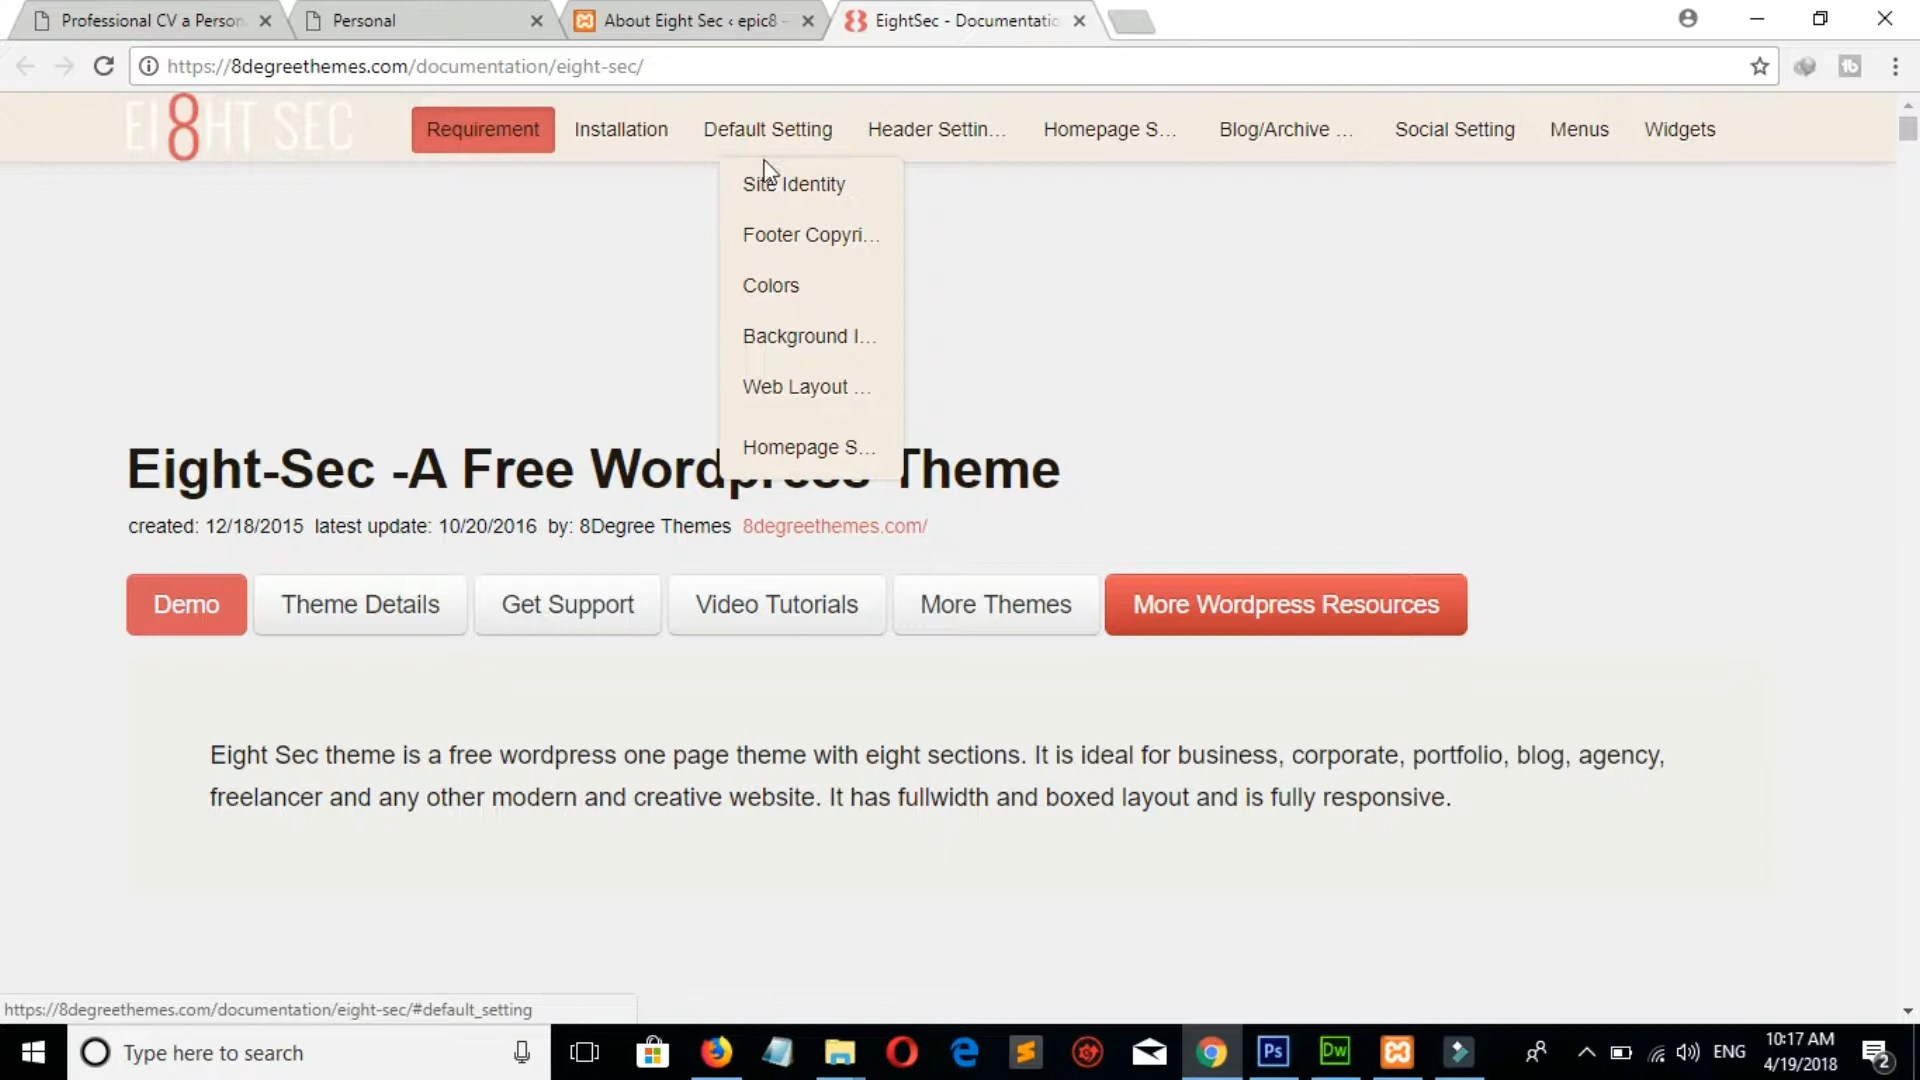 Professional CV a Person
Personal
About Eight Sec ‹ epic8 –
EightSec - Documentatio
https://8degreethemes.com/documentation/eight-sec/
EI8HT SEC
Requirement
Installation
Default Setting
Header Settin...
Homepage S...
Blog/Archive ...
Social Setting
Menus
Widgets
Site Identity
Footer Copyri...
Colors
Background I...
Web Layout ...
Homepage S...
Eight-Sec -A Free Wordpress Theme
created: 12/18/2015 latest update: 10/20/2016 by: 8Degree Themes 8degreethemes.com/
Demo
Theme Details
Get Support
Video Tutorials
More Themes
More Wordpress Resources
Eight Sec theme is a free wordpress one page theme with eight sections. It is ideal for business, corporate, portfolio, blog, agency,
freelancer and any other modern and creative website. It has fullwidth and boxed layout and is fully responsive.
https://8degreethemes.com/documentation/eight-sec/#default_setting
Type here to search
Ps
Dw
ENG
10:17 AM
4/19/2018
2